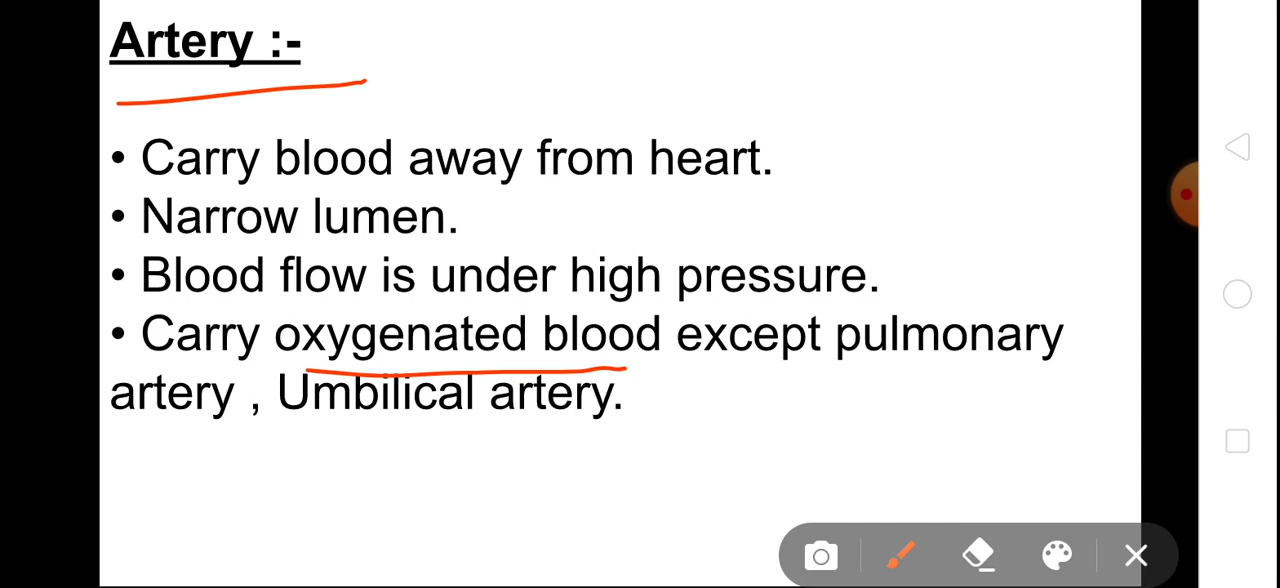 Artery :-
• Carry blood away from heart.
• Narrow lumen.
• Blood flow is under high pressure.
• Carry oxygenated blood except pulmonary
artery , Umbilical artery.